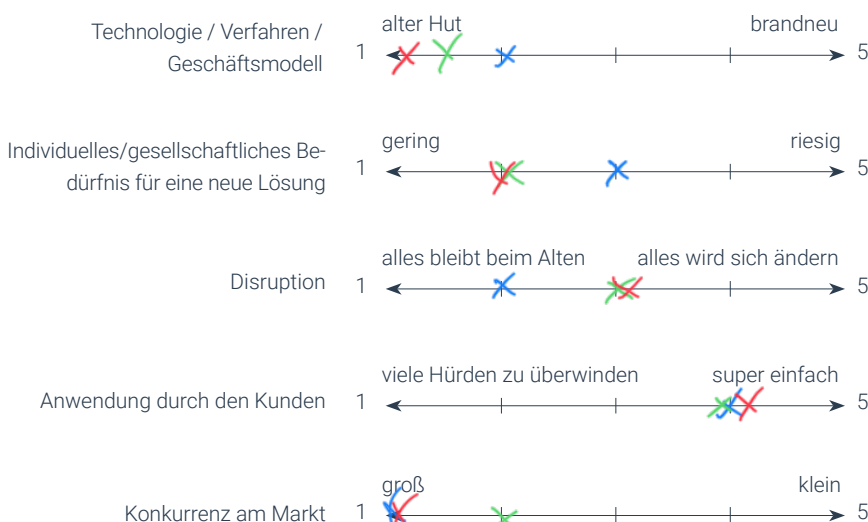 alter Hut brandneu
Technologie / Verfahren /
Geschäftsmodell
1 5
gering riesig
Individuelles/gesellschaftliches Be-
dürfnis für eine neue Lösung
1 5
alles bleibt beim Alten alles wird sich ändern
Disruption 1 5
viele Hürden zu überwinden super einfach
Anwendung durch den Kunden 1 5
groß klein
Konkurrenz am Markt 1 5